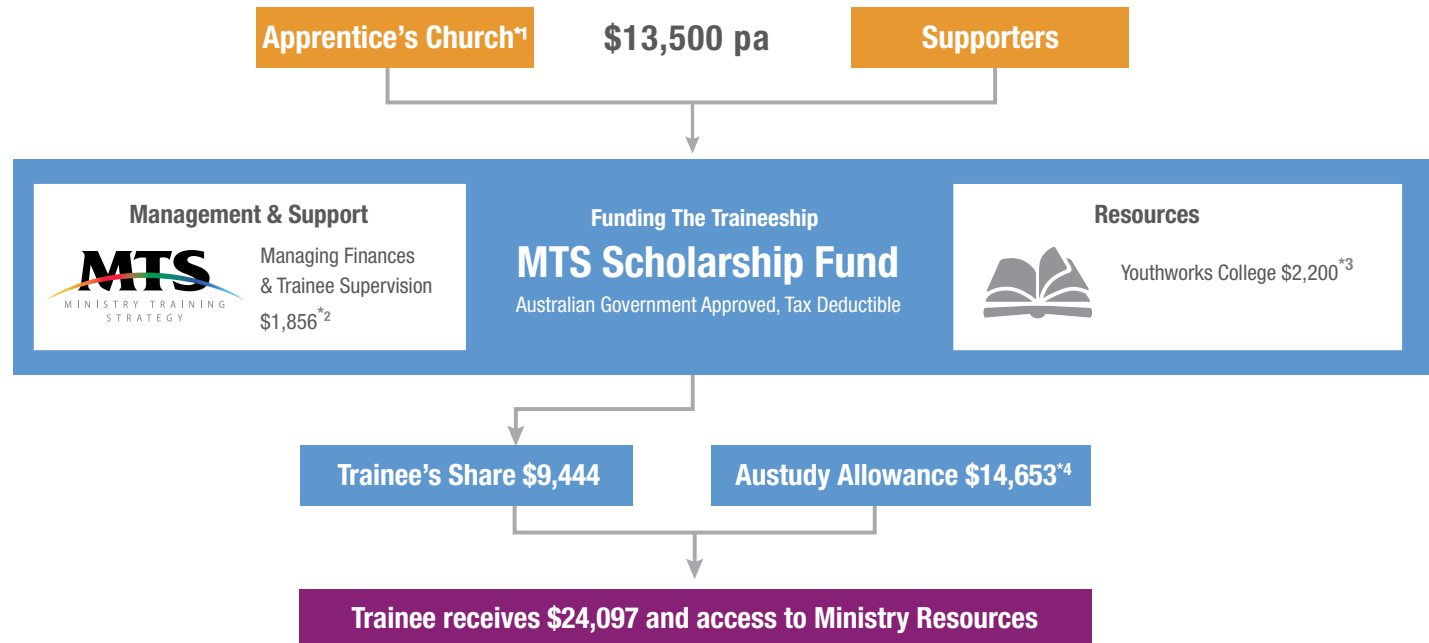 Apprentice's Church*1
$13,500 pa
Supporters
Management & Support
MTS
MINISTRY TRAINING
STRATEGY
Managing Finances
& Trainee Supervision
$1,856*2
Funding The Traineeship
MTS Scholarship Fund
Australian Government Approved, Tax Deductible
Resources
Youthworks College $2,200*3
Trainee's Share $9,444
Austudy Allowance $14,653*4
Trainee receives $24,097 and access to Ministry Resources